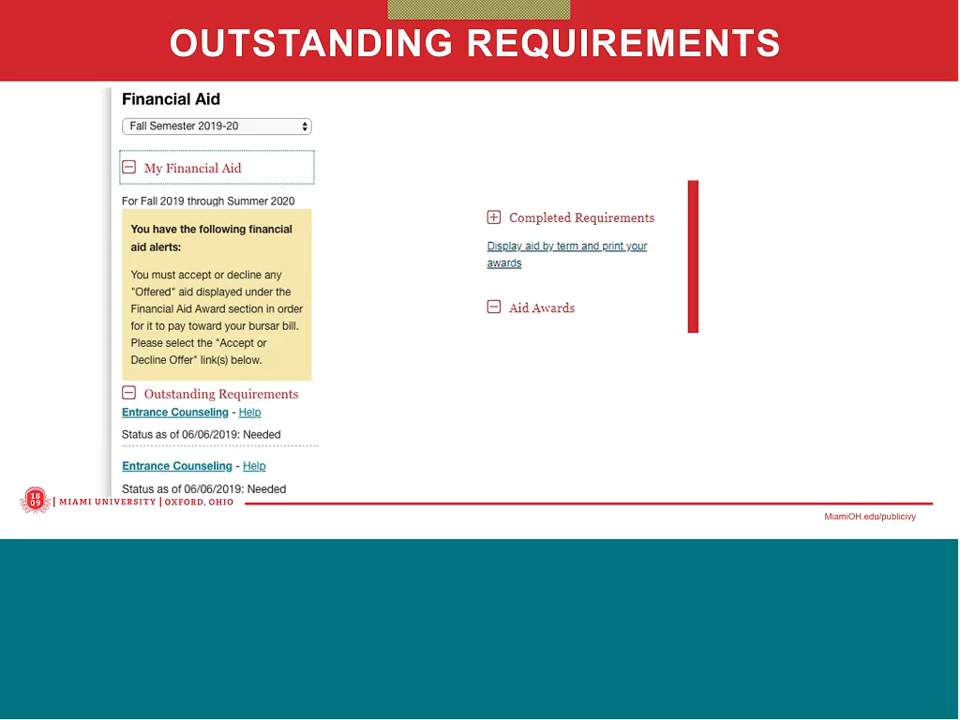 OUTSTANDING REQUIREMENTS
Financial Aid
Fall Semester 2019-20
My Financial Aid
For Fall 2019 through Summer 2020
You have the following financial
aid alerts:
You must accept or decline any
"Offered" aid displayed under the
Financial Aid Award section in order
for it to pay toward your bursar bill.
Please select the "Accept or
Decline Offer" link(s) below.
Outstanding Requirements
Entrance Counseling - Help
Status as of 06/06/2019: Needed
Entrance Counseling - Help
Status as of 06/06/2019: Needed
Completed Requirements
Display aid by term and print your
awards
Aid Awards
18
09
MIAMI UNIVERSITY | OXFORD, OHIO
MiamiOH.edu/publicivy